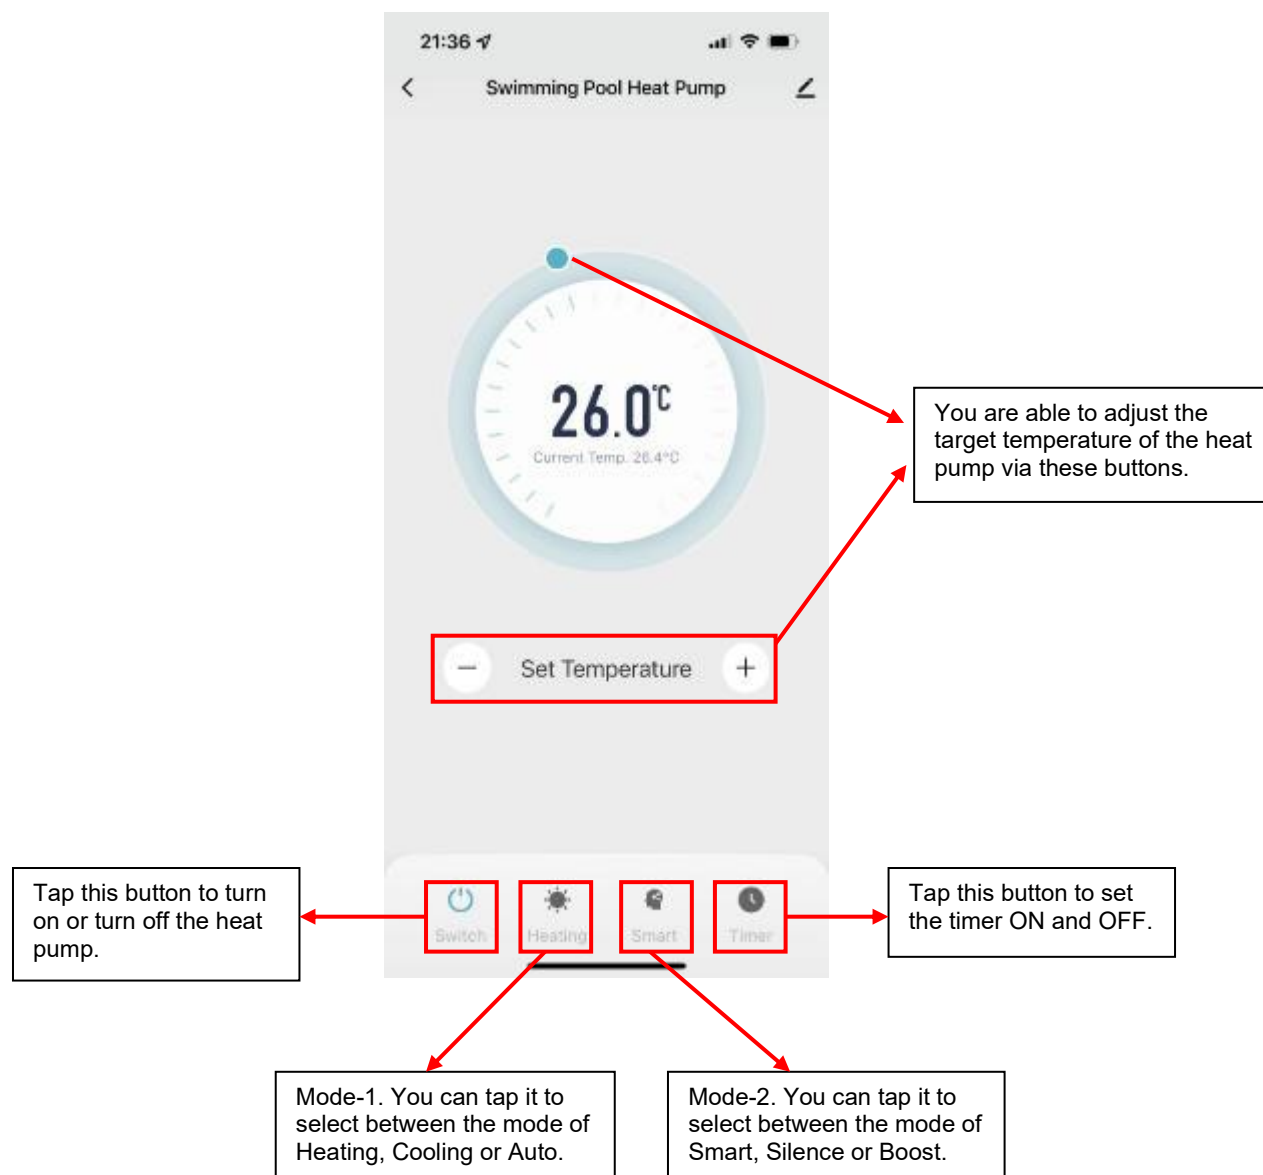 21:36
Swimming Pool Heat Pump
26.0℃
Current Temp. 26.4°C
You are able to adjust the
target temperature of the heat
pump via these buttons.
− Set Temperature +
Tap this button to turn
on or turn off the heat
pump.
Switch Heating Smart Timer
Tap this button to set
the timer ON and OFF.
Mode-1. You can tap it to
select between the mode of
Heating, Cooling or Auto.
Mode-2. You can tap it to
select between the mode of
Smart, Silence or Boost.